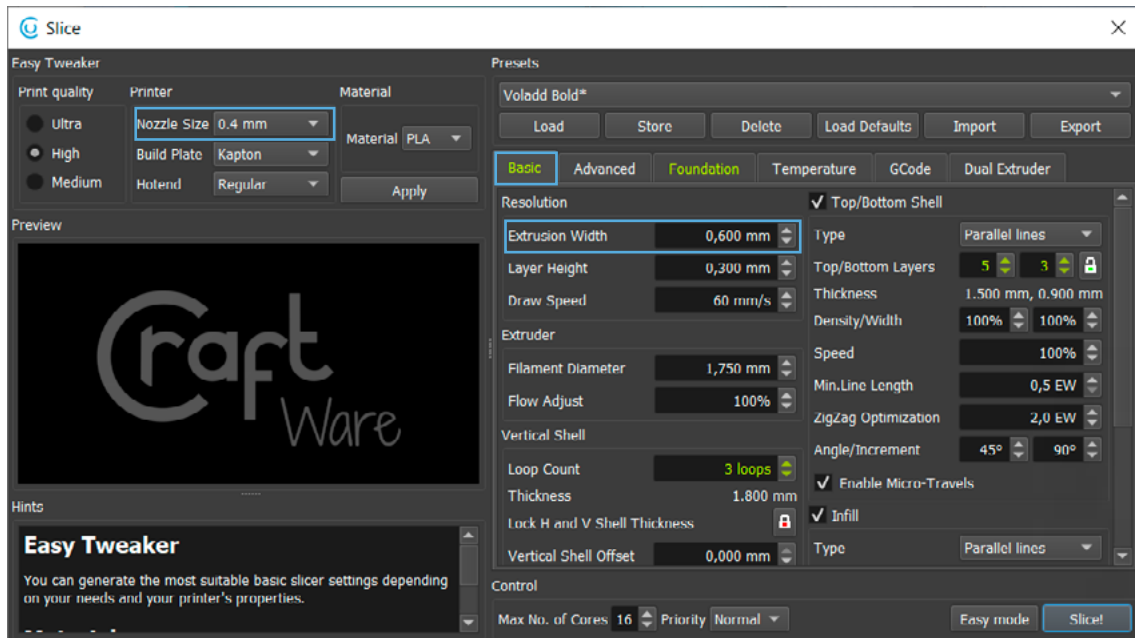 Slice
Easy Tweaker
Print quality
Ultra
High
Medium
Printer
Nozzle Size 0.4 mm
Build Plate Kapton
Hotend Regular
Material
Material PLA
Apply
Preview
Craft
Ware
Hints
Easy Tweaker
You can generate the most suitable basic slicer settings depending
on your needs and your printer's properties.
Presets
Voladd Bold*
Load Store Delete Load Defaults Import Export
Basic Advanced Foundation Temperature GCode Dual Extruder
Resolution
Extrusion Width 0,600 mm
Layer Height 0,300 mm
Draw Speed 60 mm/s
Extruder
Filament Diameter 1,750 mm
Flow Adjust 100%
Vertical Shell
Loop Count 3 loops
Thickness 1.800 mm
Lock H and V Shell Thickness
Vertical Shell Offset 0,000 mm
Top/Bottom Shell
Type Parallel lines
Top/Bottom Layers 5 3
Thickness 1.500 mm, 0.900 mm
Density/Width 100% 100%
Speed 100%
Min.Line Length 0,5 EW
ZigZag Optimization 2,0 EW
Angle/Increment 45° 90°
Enable Micro-Travels
Infill
Type Parallel lines
Control
Max No. of Cores 16 Priority Normal Easy mode Slice!